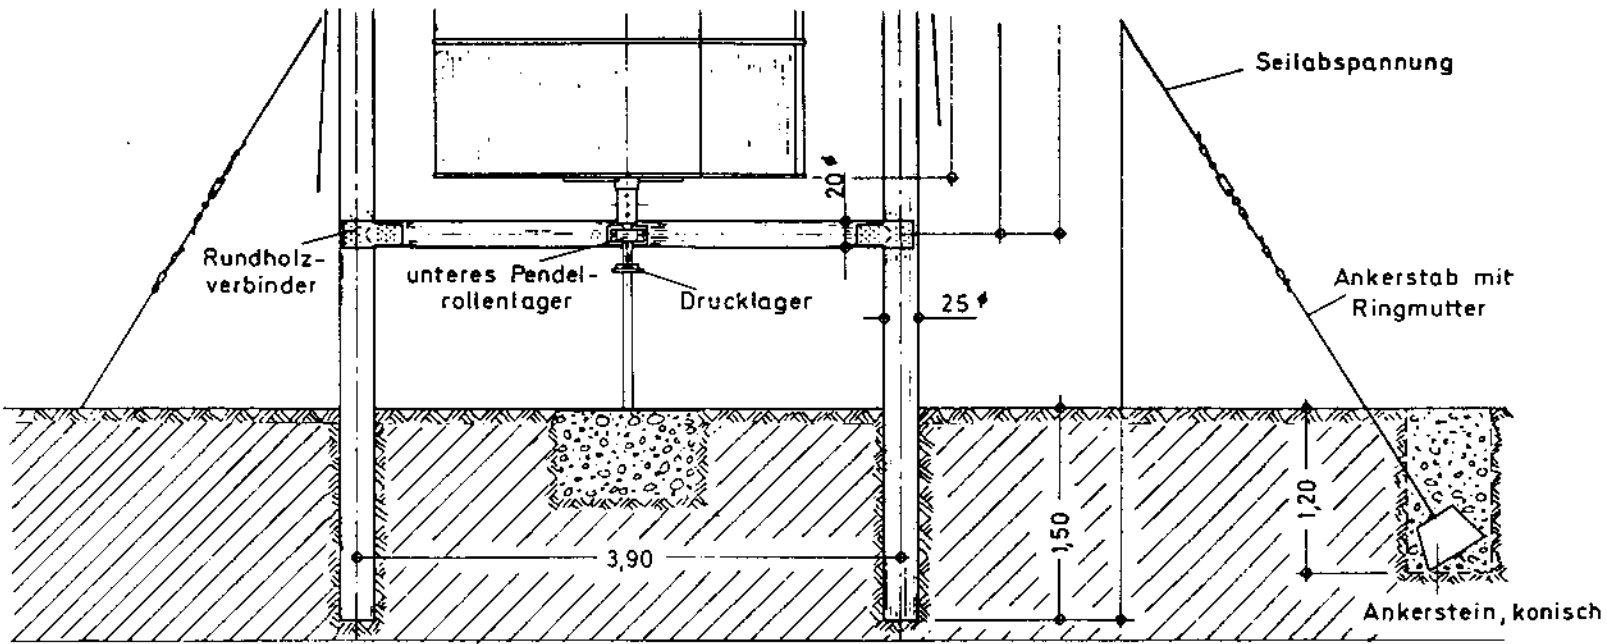 Seilabspannung
20 ø
Rundholz-
verbinder
unteres Pendel-
rollenlager
Drucklager
25 ø
Ankerstab mit
Ringmutter
3,90
1,50
1,20
Ankerstein, konisch